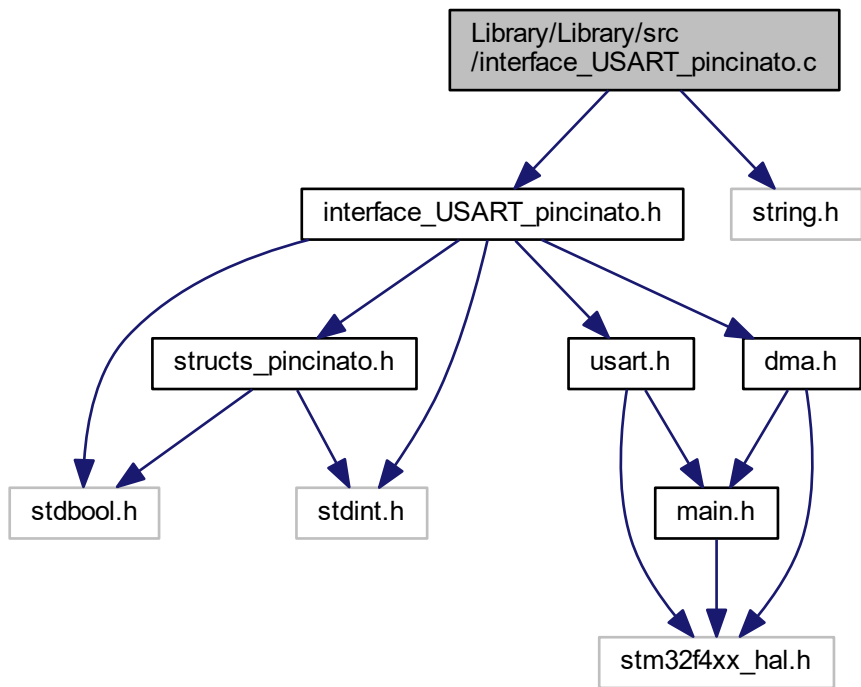 Library/Library/src
/interface_USART_pincinato.c
interface_USART_pincinato.h
string.h
structs_pincinato.h
usart.h
dma.h
stdbool.h
stdint.h
main.h
stm32f4xx_hal.h